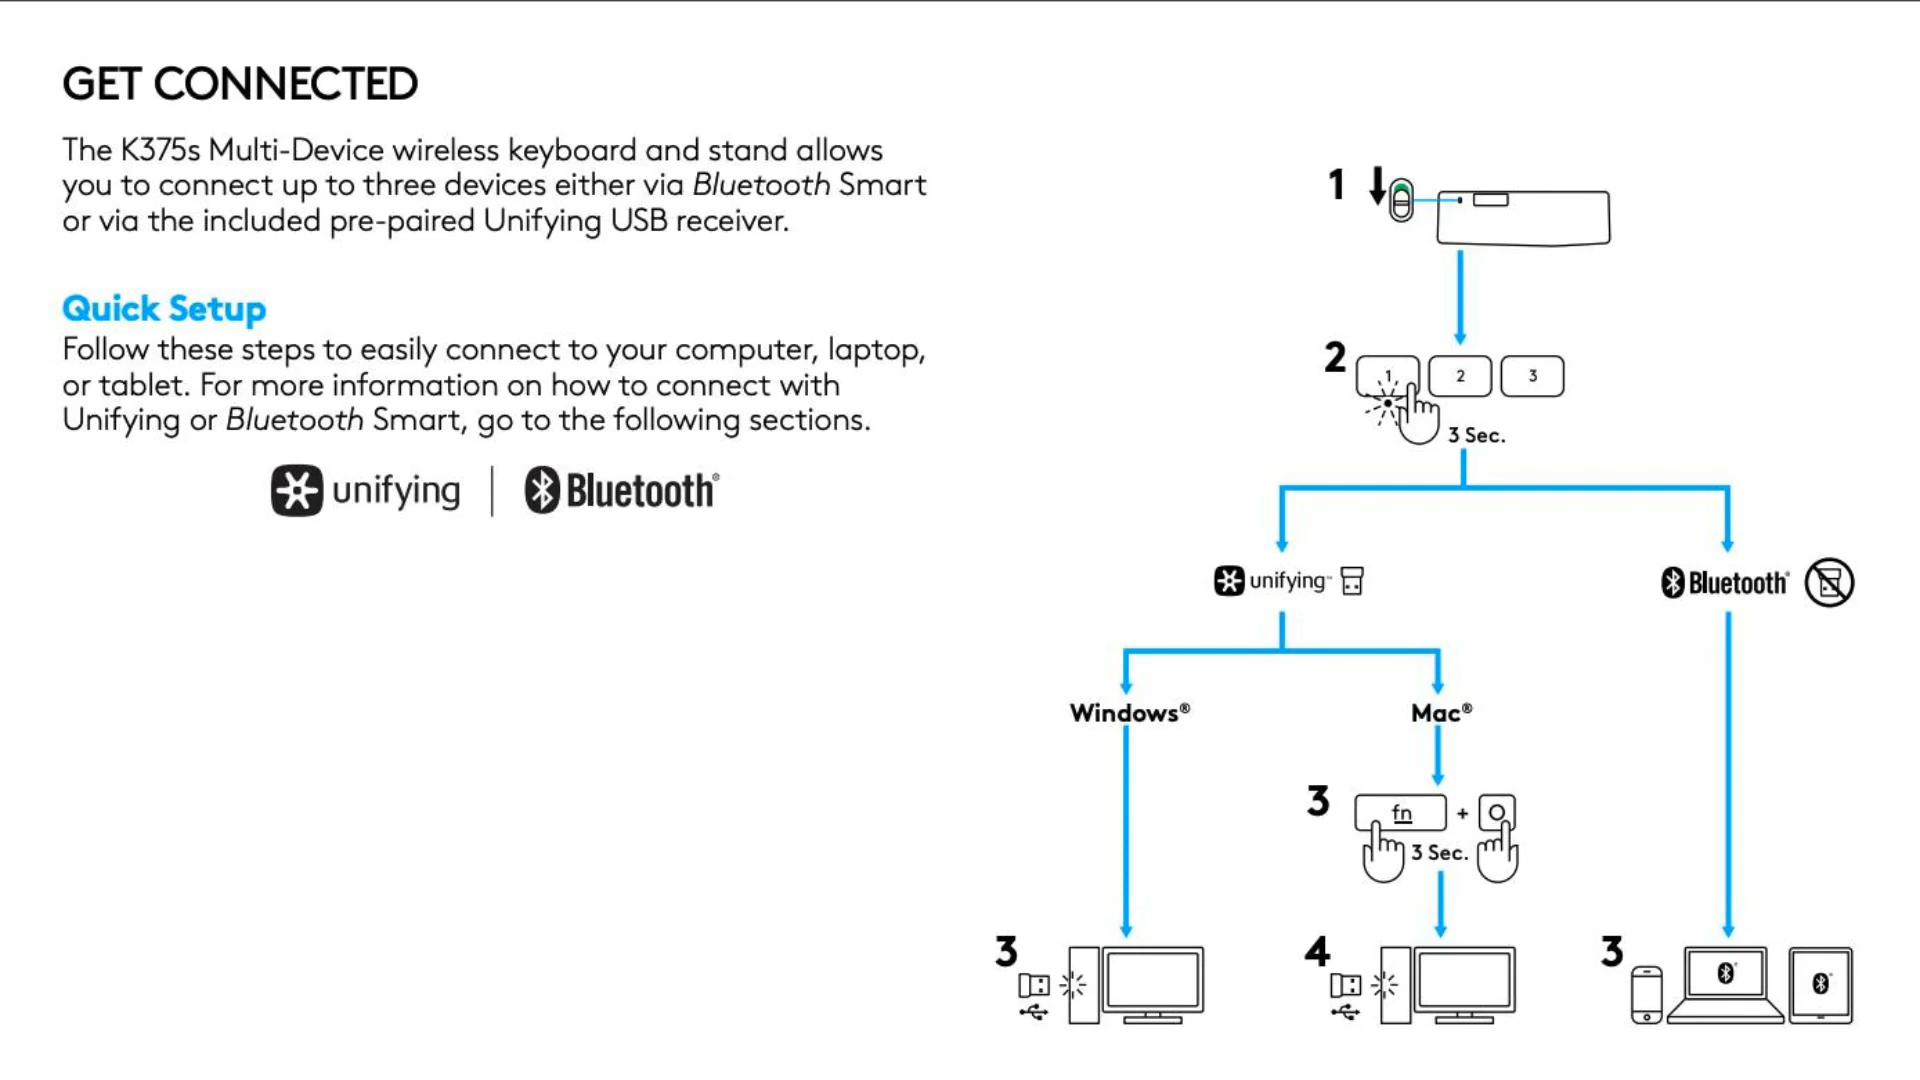 GET CONNECTED
The K375s Multi-Device wireless keyboard and stand allows
you to connect up to three devices either via Bluetooth Smart
or via the included pre-paired Unifying USB receiver.
Quick Setup
Follow these steps to easily connect to your computer, laptop,
or tablet. For more information on how to connect with
Unifying or Bluetooth Smart, go to the following sections.
unifying | Bluetooth®
1
2
1 2 3
3 Sec.
unifying™
Bluetooth®
Windows®
Mac®
3
fn + O
3 Sec.
3
4
3